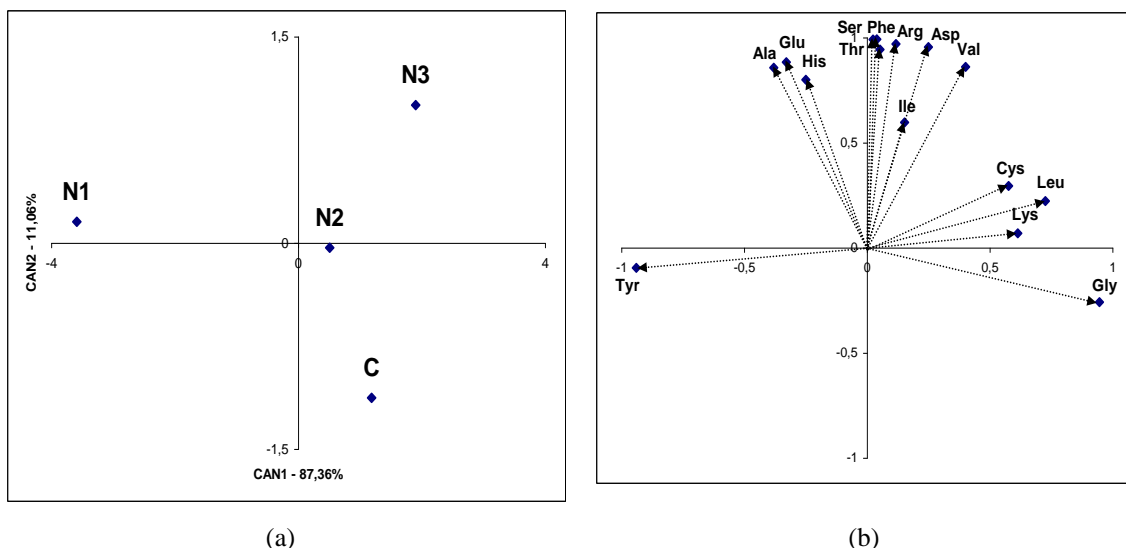 1,5
N3
N1
N2
0
-4
0
4
C
-1,5
CAN2 - 11,06%
CAN1 - 87,36%
(a)
1
Ser Phe Arg Asp
Thr Val
Ala Glu His
Ile
0,5
Cys
Leu
Lys
0
-1 -0,5 0 0,5 1
Tyr
Gly
-0,5
-1
(b)